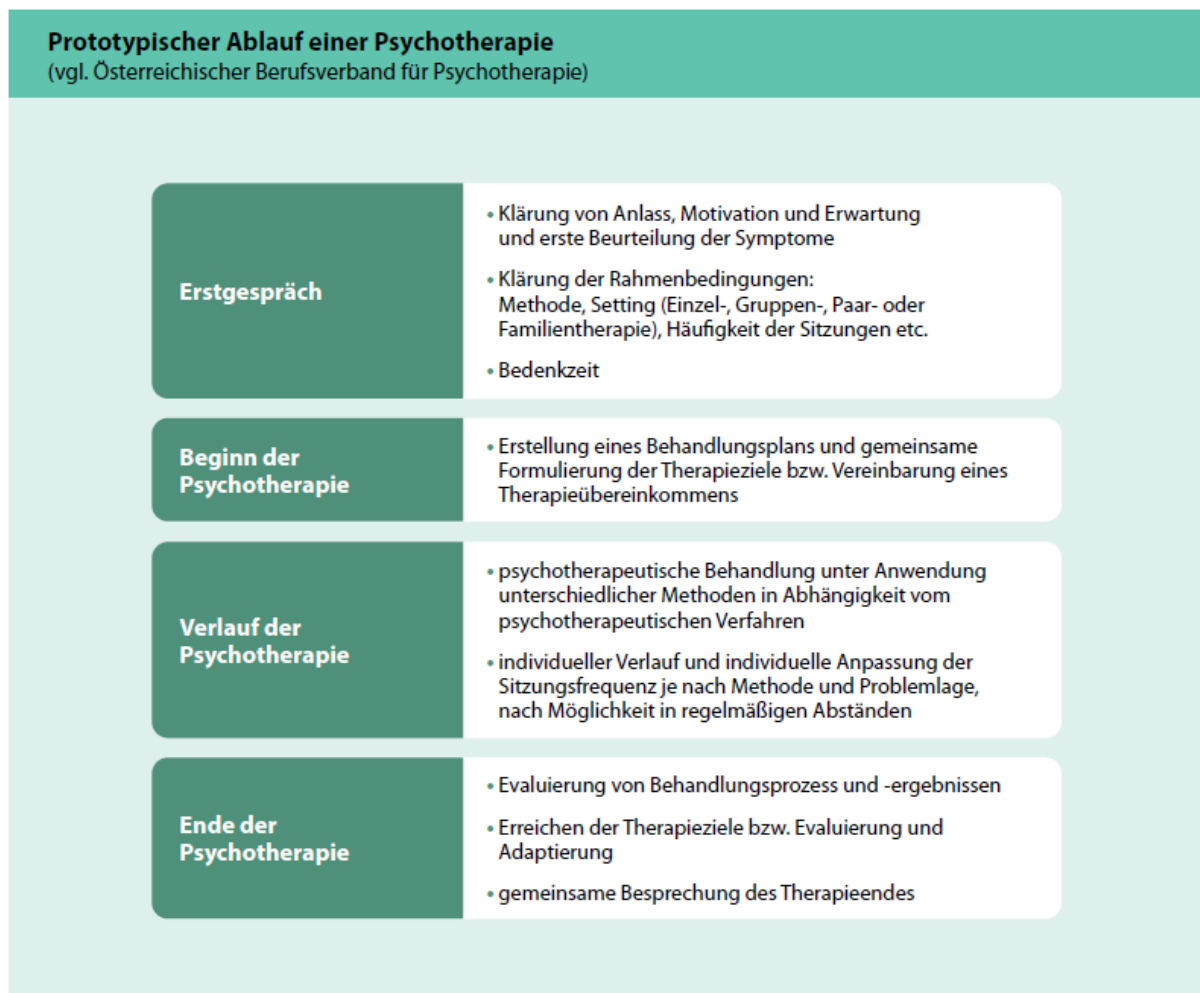 Prototypischer Ablauf einer Psychotherapie
(vgl. Österreichischer Berufsverband für Psychotherapie)
Erstgespräch
• Klärung von Anlass, Motivation und Erwartung
und erste Beurteilung der Symptome
• Klärung der Rahmenbedingungen:
Methode, Setting (Einzel-, Gruppen-, Paar- oder
Familientherapie), Häufigkeit der Sitzungen etc.
• Bedenkzeit
Beginn der
Psychotherapie
• Erstellung eines Behandlungsplans und gemeinsame
Formulierung der Therapieziele bzw. Vereinbarung eines
Therapieübereinkommens
Verlauf der
Psychotherapie
• psychotherapeutische Behandlung unter Anwendung
unterschiedlicher Methoden in Abhängigkeit vom
psychotherapeutischen Verfahren
• individueller Verlauf und individuelle Anpassung der
Sitzungsfrequenz je nach Methode und Problemlage,
nach Möglichkeit in regelmäßigen Abständen
Ende der
Psychotherapie
• Evaluierung von Behandlungsprozess und -ergebnissen
• Erreichen der Therapieziele bzw. Evaluierung und
Adaptierung
• gemeinsame Besprechung des Therapieendes